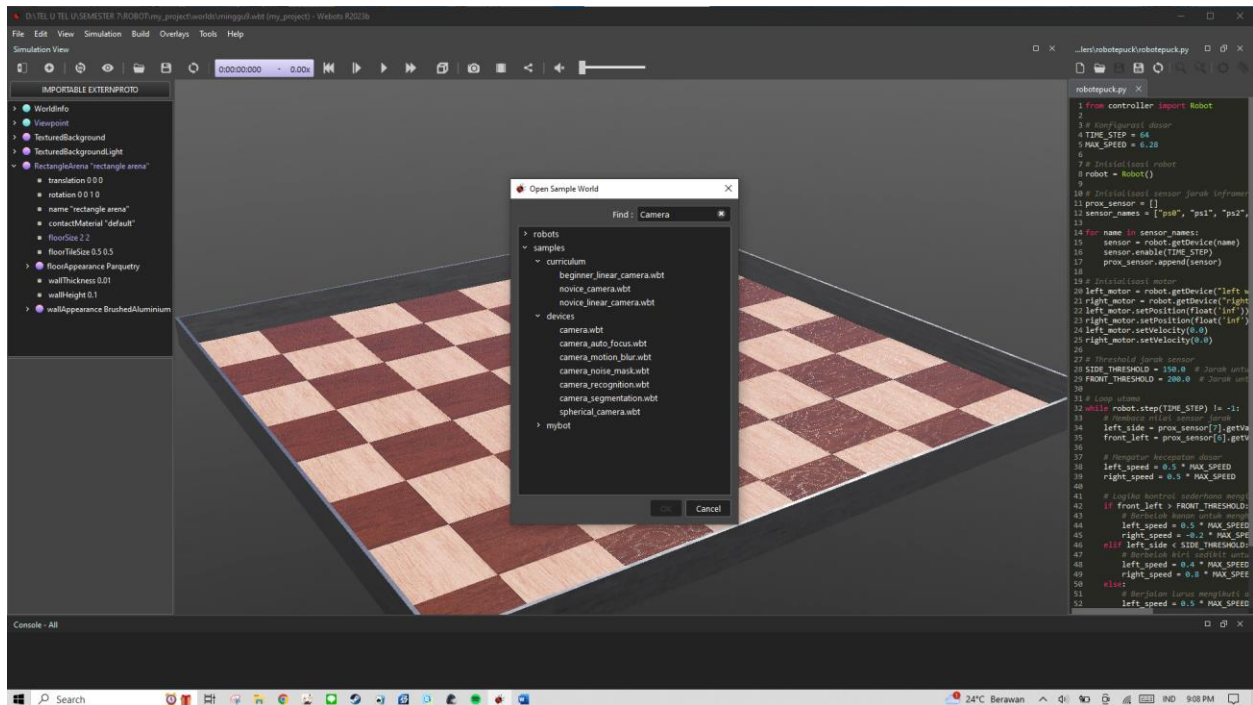 D:\TEL U TEL U\SEMESTER 7\ROBOT\my_project\worlds\minggu9.wbt (my_project) - Webots R2023b
File Edit View Simulation Build Overlays Tools Help
Simulation View
0:00:00:000 - 0.00x
IMPORTABLE EXTERNPROTO
WorldInfo
Viewpoint
TexturedBackground
TexturedBackgroundLight
RectangleArena "rectangle arena"
translation 0 0 0
rotation 0 0 1 0
name "rectangle arena"
contactMaterial "default"
floorSize 2 2
floorTileSize 0.5 0.5
floorAppearance Parquetry
wallThickness 0.01
wallHeight 0.1
wallAppearance BrushedAluminium
Open Sample World
Find : Camera
robots
samples
curriculum
beginner_linear_camera.wbt
novice_camera.wbt
novice_linear_camera.wbt
devices
camera.wbt
camera_auto_focus.wbt
camera_motion_blur.wbt
camera_noise_mask.wbt
camera_recognition.wbt
camera_segmentation.wbt
spherical_camera.wbt
mybot
OK Cancel
...lers\robotepuck\robotepuck.py
robotepuck.py
1 from controller import Robot
2
3 # Konfigurasi dasar
4 TIME_STEP = 64
5 MAX_SPEED = 6.28
6
7 # Inisialisasi robot
8 robot = Robot()
9
10 # Inisialisasi sensor jarak inframer
11 prox_sensor = []
12 sensor_names = ["ps0", "ps1", "ps2",
13
14 for name in sensor_names:
15 sensor = robot.getDevice(name)
16 sensor.enable(TIME_STEP)
17 prox_sensor.append(sensor)
18
19 # Inisialisasi motor
20 left_motor = robot.getDevice("left w
21 right_motor = robot.getDevice("right
22 left_motor.setPosition(float('inf'))
23 right_motor.setPosition(float('inf')
24 left_motor.setVelocity(0.0)
25 right_motor.setVelocity(0.0)
26
27 # Threshold jarak sensor
28 SIDE_THRESHOLD = 150.0 # Jarak untu
29 FRONT_THRESHOLD = 200.0 # Jarak unt
30
31 # Loop utama
32 while robot.step(TIME_STEP) != -1:
33 # Membaca nilai sensor jarak
34 left_side = prox_sensor[7].getVa
35 front_left = prox_sensor[6].getV
36
37 # Mengatur kecepatan dasar
38 left_speed = 0.5 * MAX_SPEED
39 right_speed = 0.5 * MAX_SPEED
40
41 # Logika kontrol sederhana mengi
42 if front_left > FRONT_THRESHOLD:
43 # Berbelok kanan untuk mengh
44 left_speed = 0.5 * MAX_SPEED
45 right_speed = -0.2 * MAX_SPE
46 elif left_side < SIDE_THRESHOLD:
47 # Berbelok kiri sedikit untu
48 left_speed = 0.4 * MAX_SPEED
49 right_speed = 0.8 * MAX_SPEE
50 else:
51 # Berjalan lurus mengikuti
52 left_speed = 0.5 * MAX_SPEED
Console - All
Search
24°C Berawan IND 9:08 PM